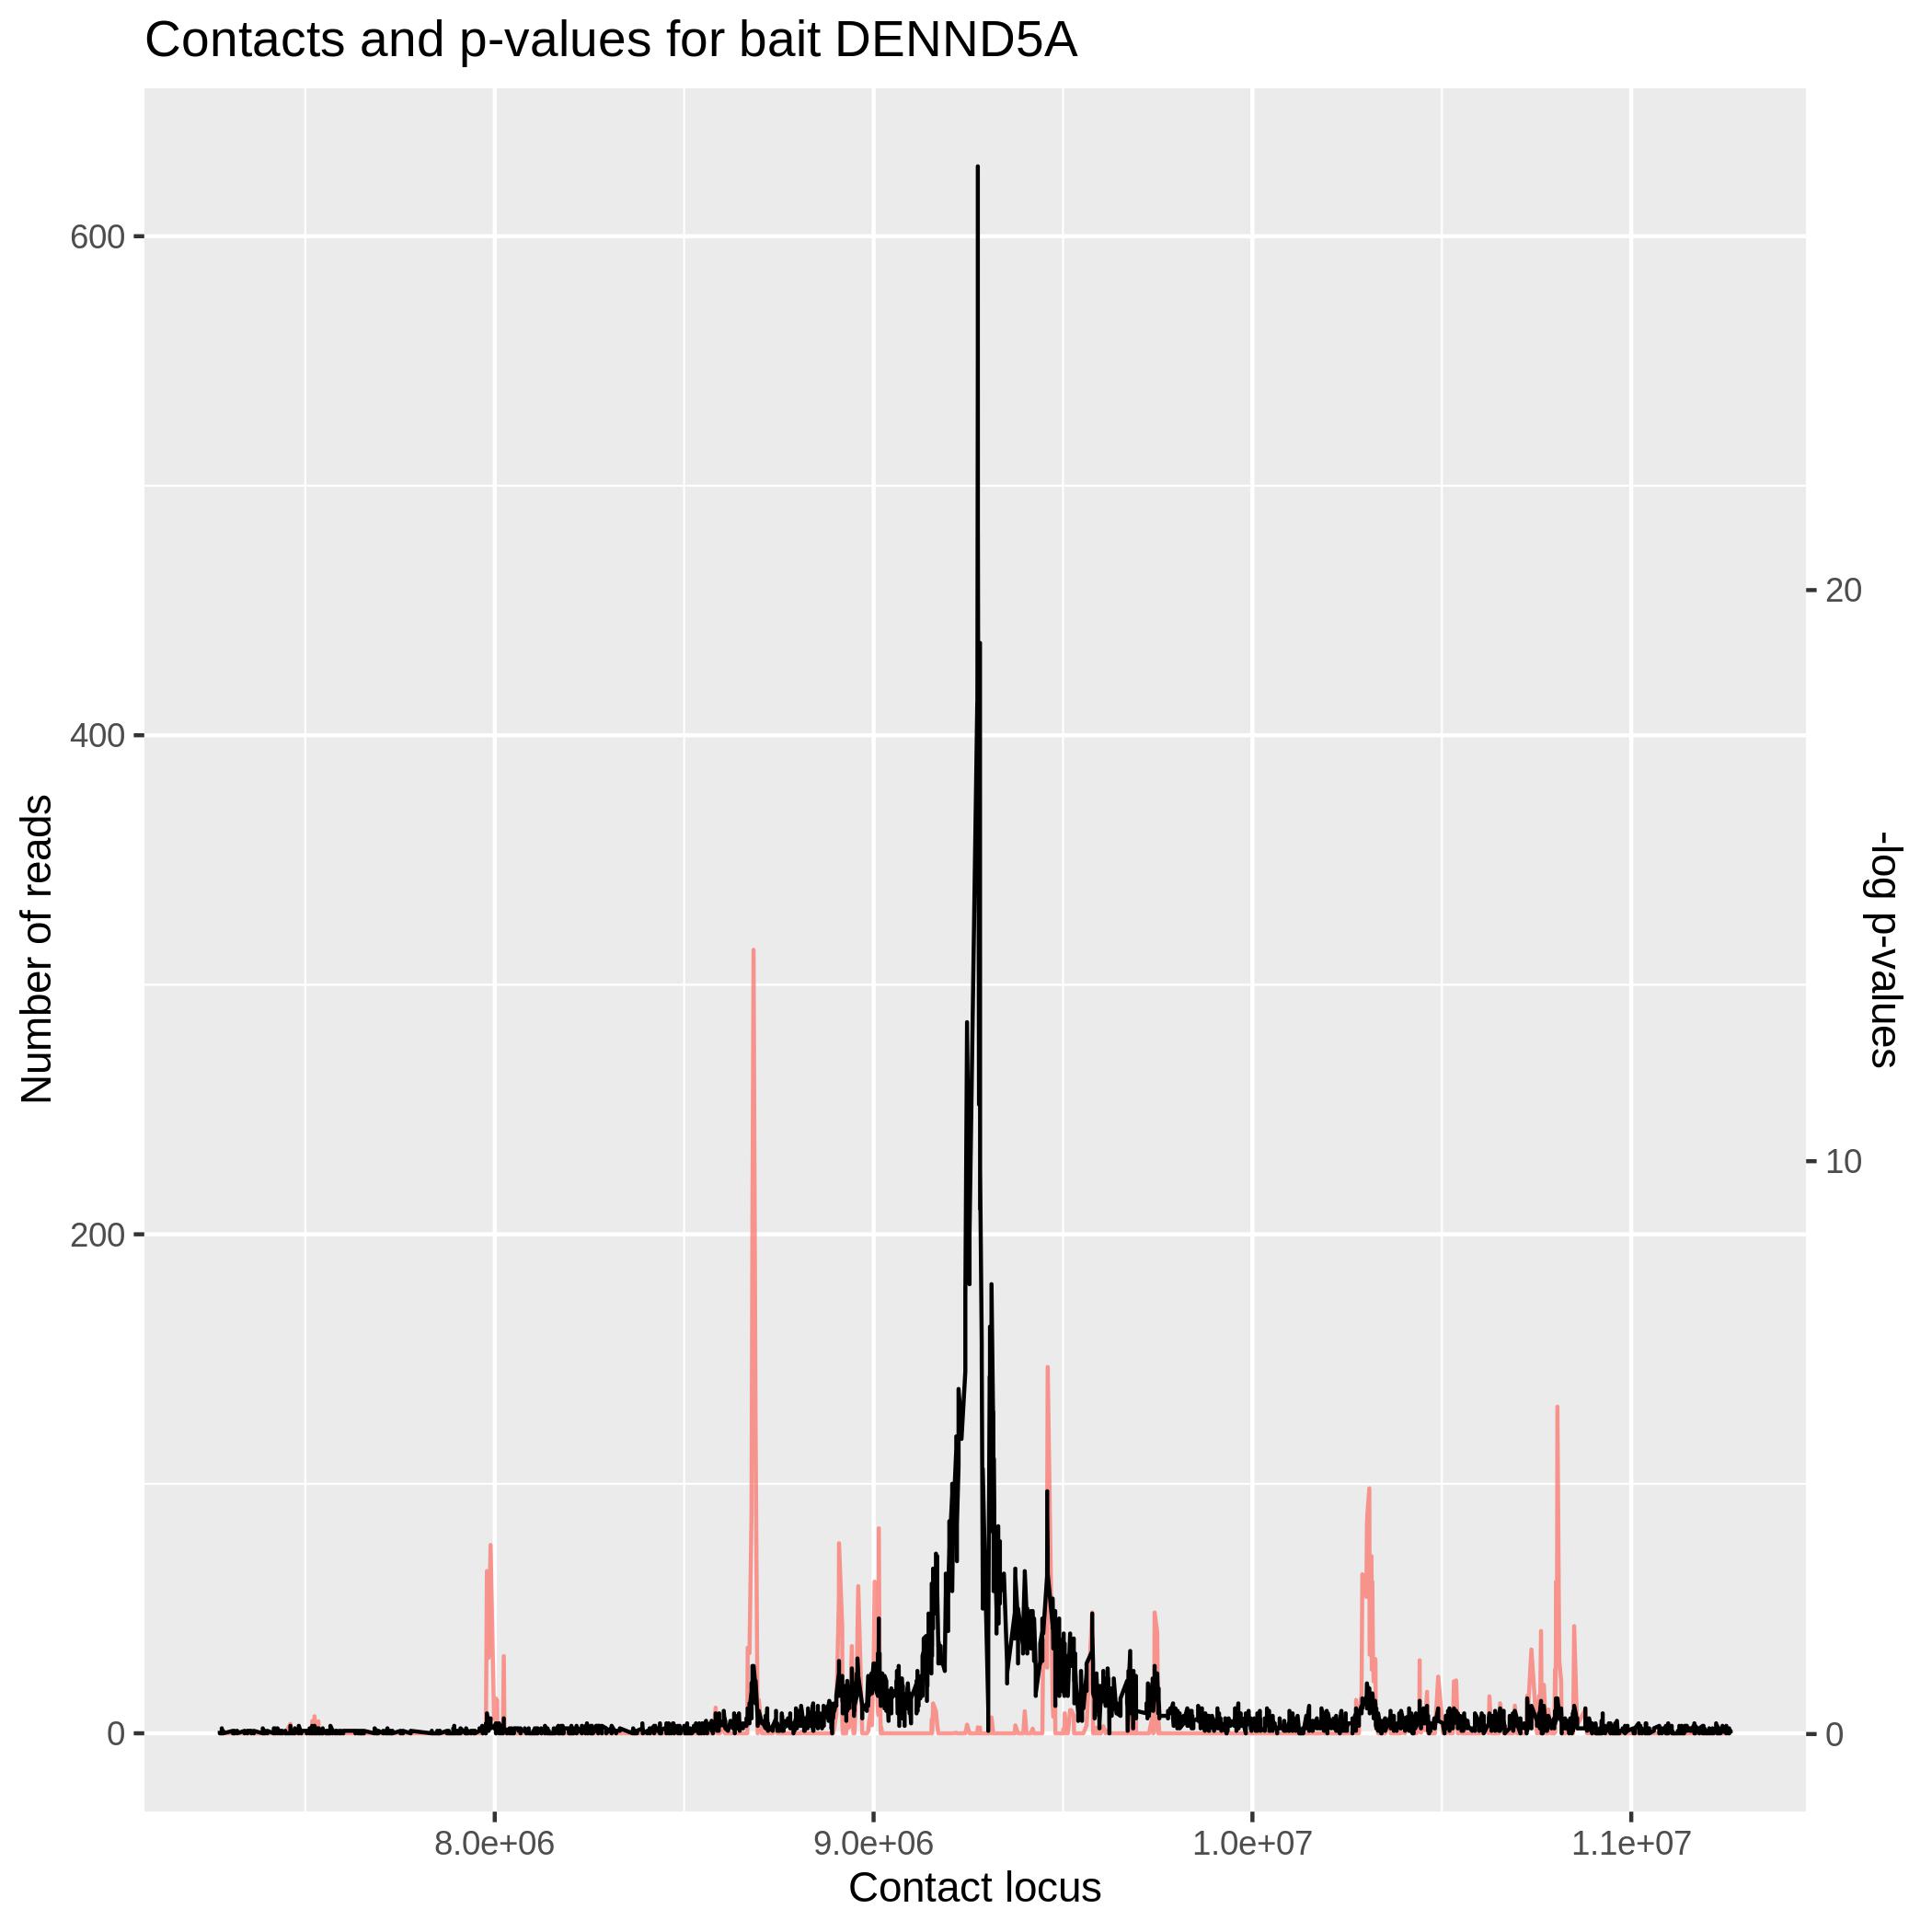 Contacts and p-values for bait DENND5A
600
400
200
0
Number of reads
20
10
0
-log p-values
8.0e+06
9.0e+06
1.0e+07
1.1e+07
Contact locus